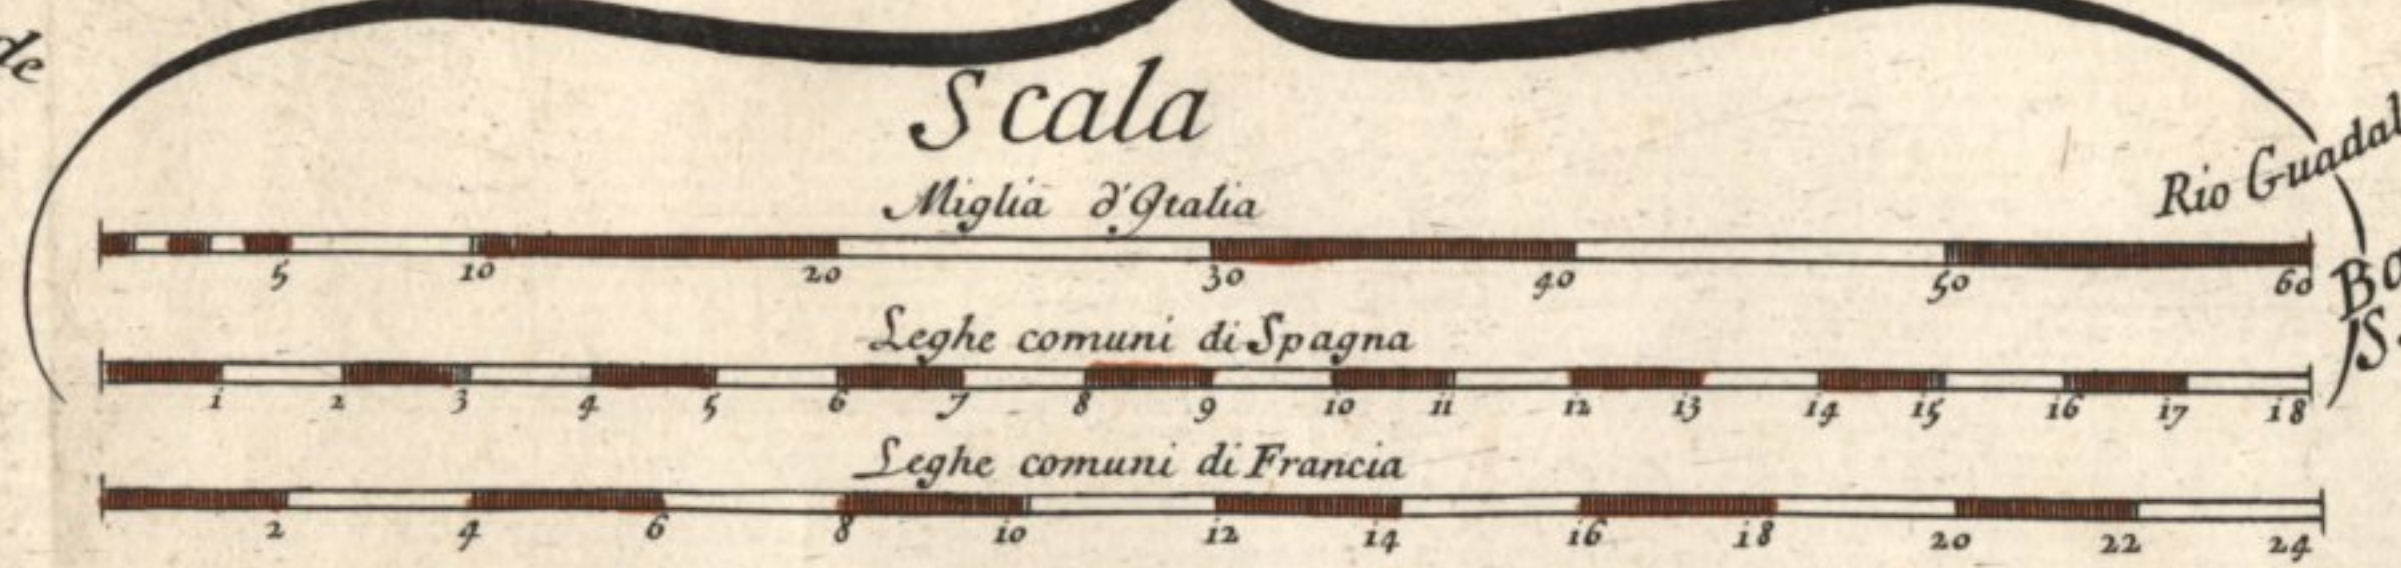 de
Scala
Miglia d'Italia
Rio Guadal
5 10 20 30 40 50 60
Bo
Leghe comuni di Spagna
S.
1 2 3 4 5 6 7 8 9 10 11 12 13 14 15 16 17 18
Leghe comuni di Francia
2 4 6 8 10 12 14 16 18 20 22 24